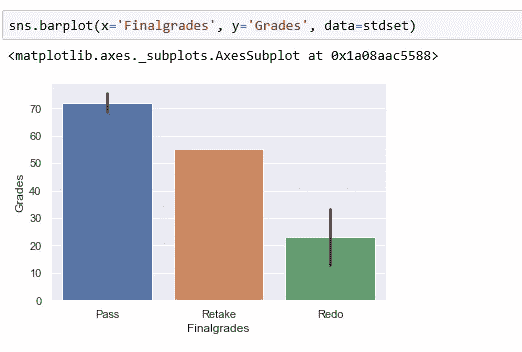 sns.barplot(x='Finalgrades', y='Grades', data=stdset)
<matplotlib.axes._subplots.AxesSubplot at 0x1a08aac5588>
70
60
50
40
30
20
10
0
Grades
Pass Retake Redo
Finalgrades